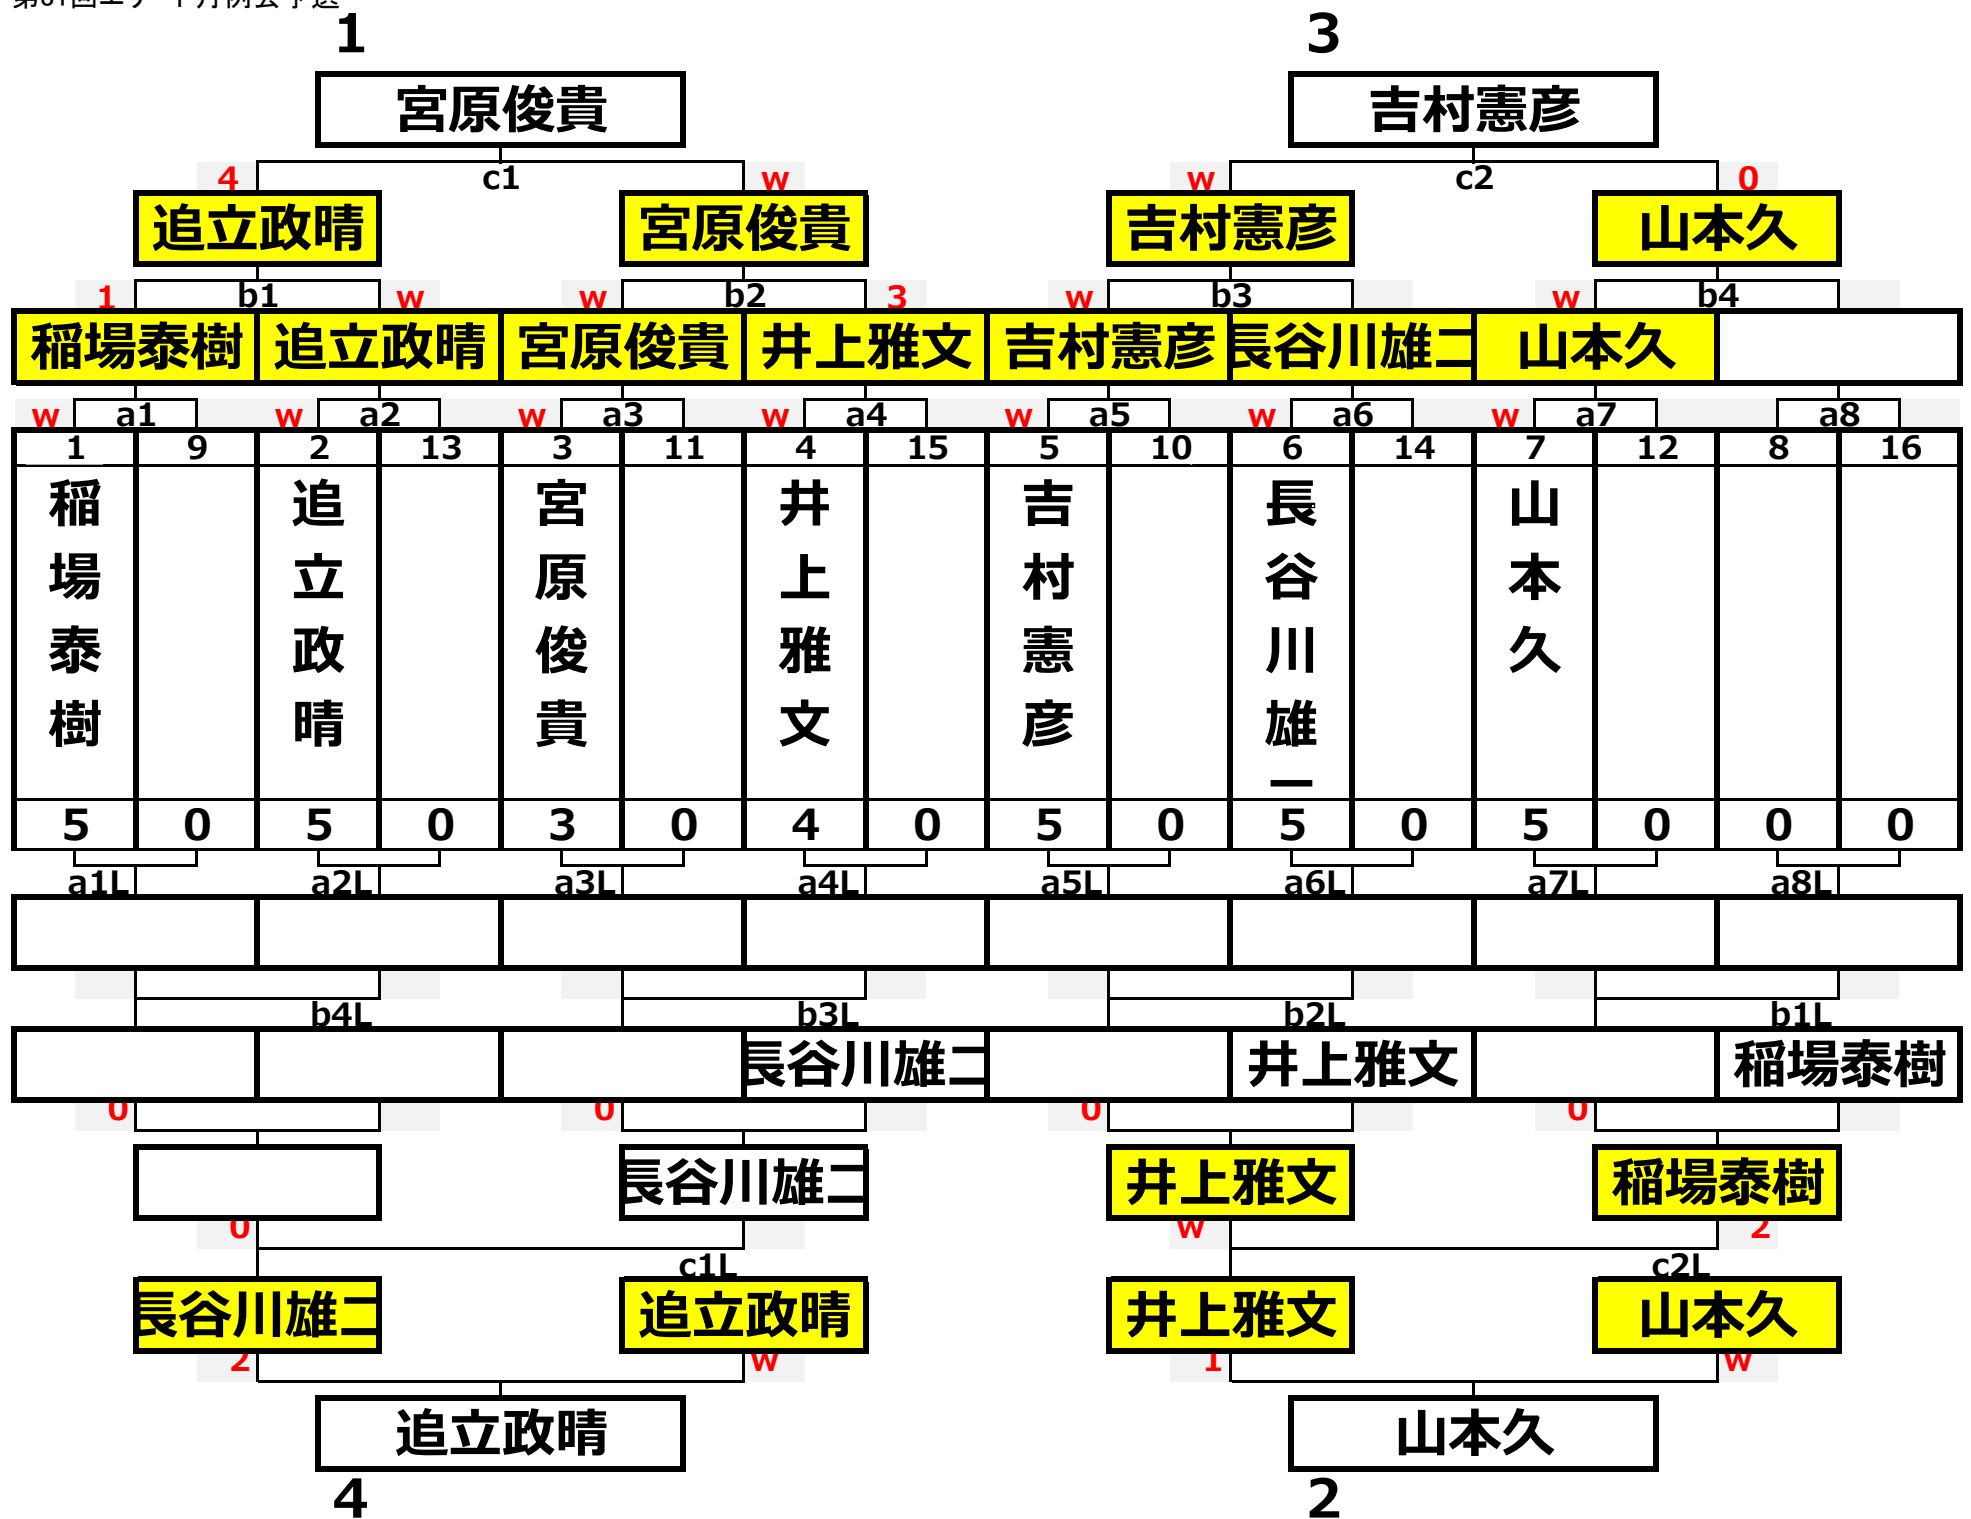 1 3
宮原俊貴 吉村憲彦
4 c1 w w c2 0
追立政晴 宮原俊貴 吉村憲彦 山本久
1 b1 w w b2 3 w b3 w b4
稲場泰樹 追立政晴 宮原俊貴 井上雅文 吉村憲彦 長谷川雄二 山本久
w a1 w a2 w a3 w a4 w a5 w a6 w a7 a8
1 9 2 13 3 11 4 15 5 10 6 14 7 12 8 16
稲場泰樹 追立政晴 宮原俊貴 井上雅文 吉村憲彦 長谷川雄 山本久
5 0 5 0 3 0 4 0 5 0 5 0 5 0 0 0
a1L a2L a3L a4L a5L a6L a7L a8L
b4L b3L b2L b1L
長谷川雄二 井上雅文 稲場泰樹
0 0 0 0
長谷川雄二 井上雅文 稲場泰樹
0 w 2
c1L c2L
長谷川雄二 追立政晴 井上雅文 山本久
2 w 1 w
追立政晴 山本久
4 2